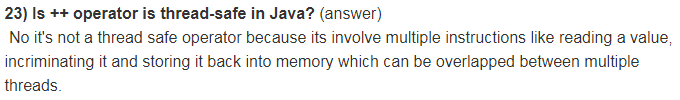 23) Is ++ operator is thread-safe in Java? (answer)
No it's not a thread safe operator because its involve multiple instructions like reading a value,
incriminating it and storing it back into memory which can be overlapped between multiple
threads.